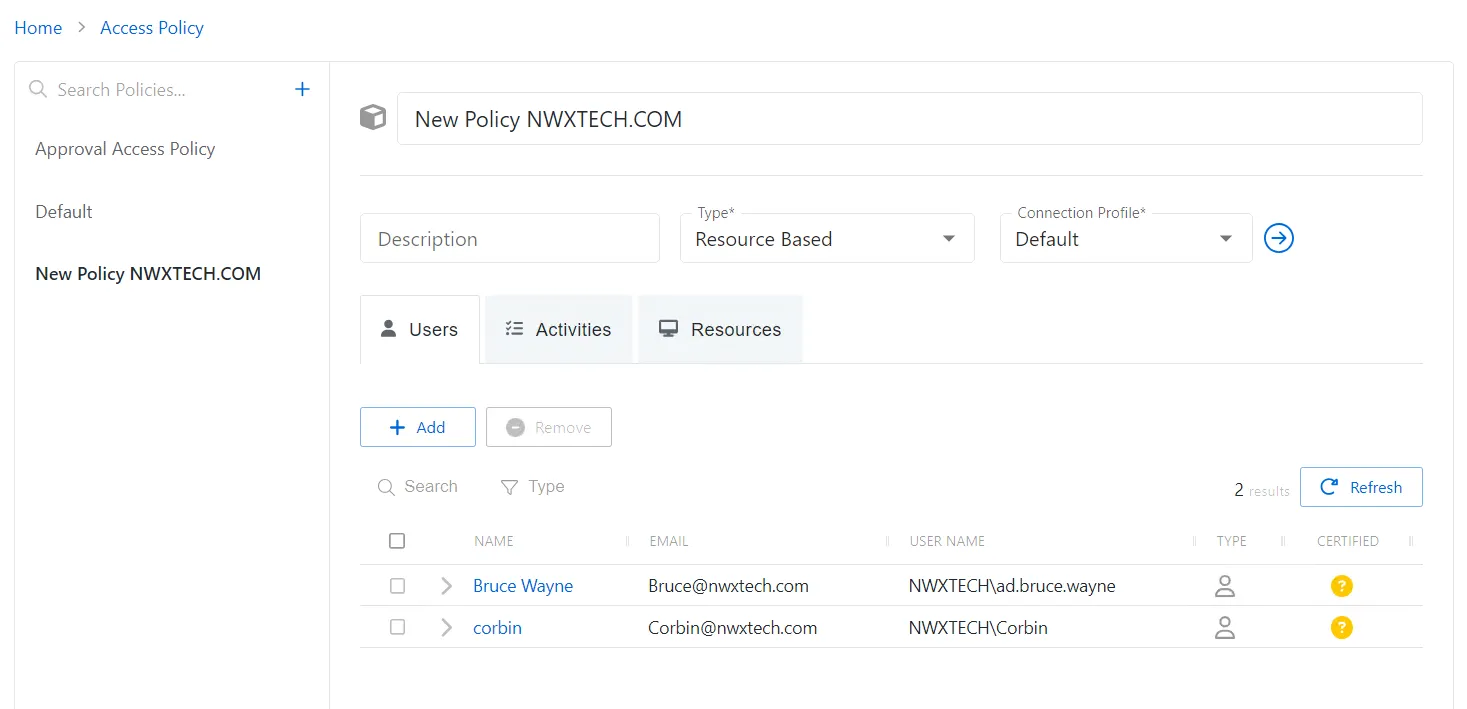 Home > Access Policy
Search Policies...
+
Approval Access Policy
Default
New Policy NWXTECH.COM
New Policy NWXTECH.COM
Description
Type*
Resource Based
Connection Profile*
Default
Users
Activities
Resources
+ Add
Remove
Search
Type
2 results
Refresh
NAME EMAIL USER NAME TYPE CERTIFIED
Bruce Wayne Bruce@nwxtech.com NWXTECH\ad.bruce.wayne ?
corbin Corbin@nwxtech.com NWXTECH\Corbin ?